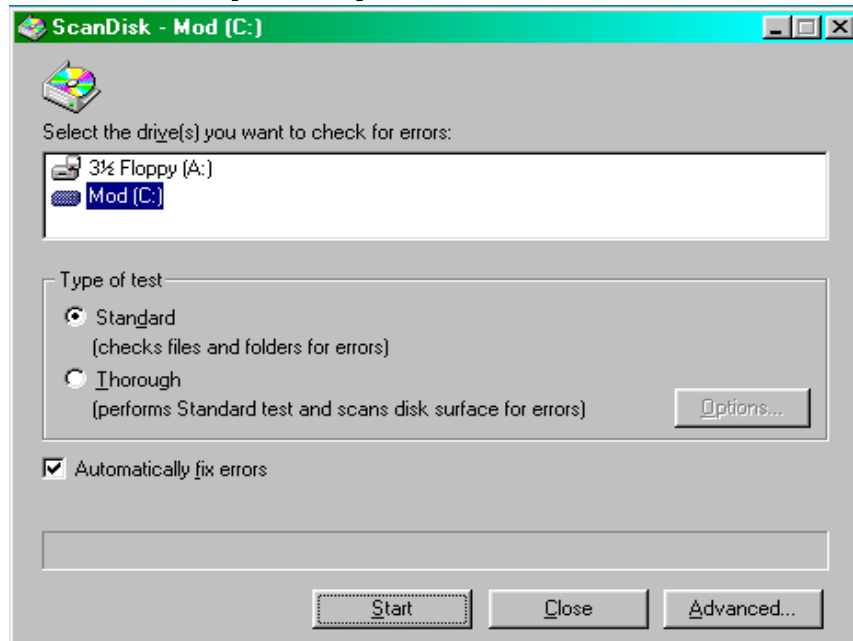 ScanDisk - Mod (C:)
Select the drive(s) you want to check for errors:
3½ Floppy (A:)
Mod (C:)
Type of test
Standard
(checks files and folders for errors)
Thorough
(performs Standard test and scans disk surface for errors)
Options...
Automatically fix errors
Start Close Advanced...